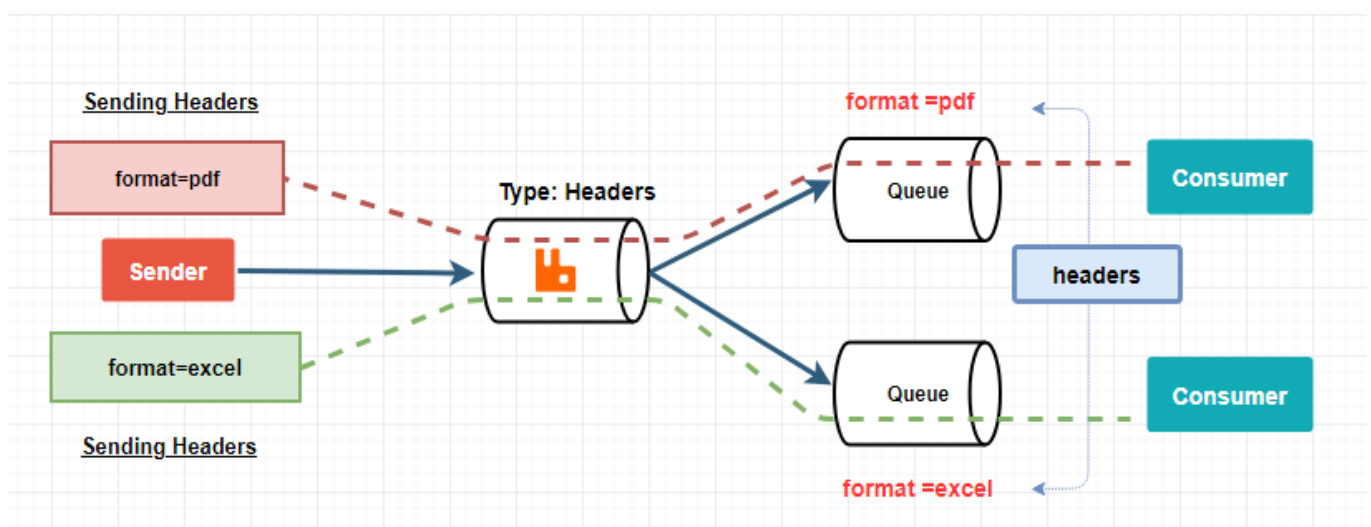 Sending Headers
format=pdf
Sender
format=excel
Sending Headers
Type: Headers
format =pdf
Queue
Consumer
headers
Queue
Consumer
format =excel